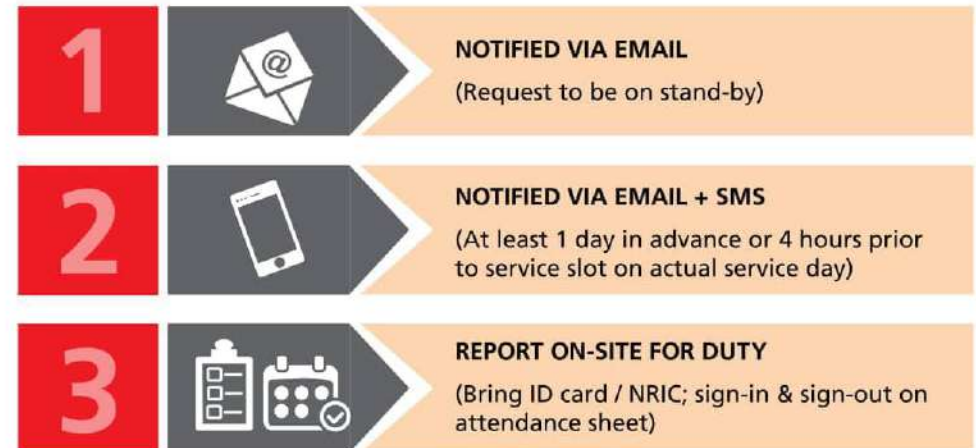 1
@
NOTIFIED VIA EMAIL
(Request to be on stand-by)
2
NOTIFIED VIA EMAIL + SMS
(At least 1 day in advance or 4 hours prior
to service slot on actual service day)
3
REPORT ON-SITE FOR DUTY
(Bring ID card / NRIC; sign-in & sign-out on
attendance sheet)